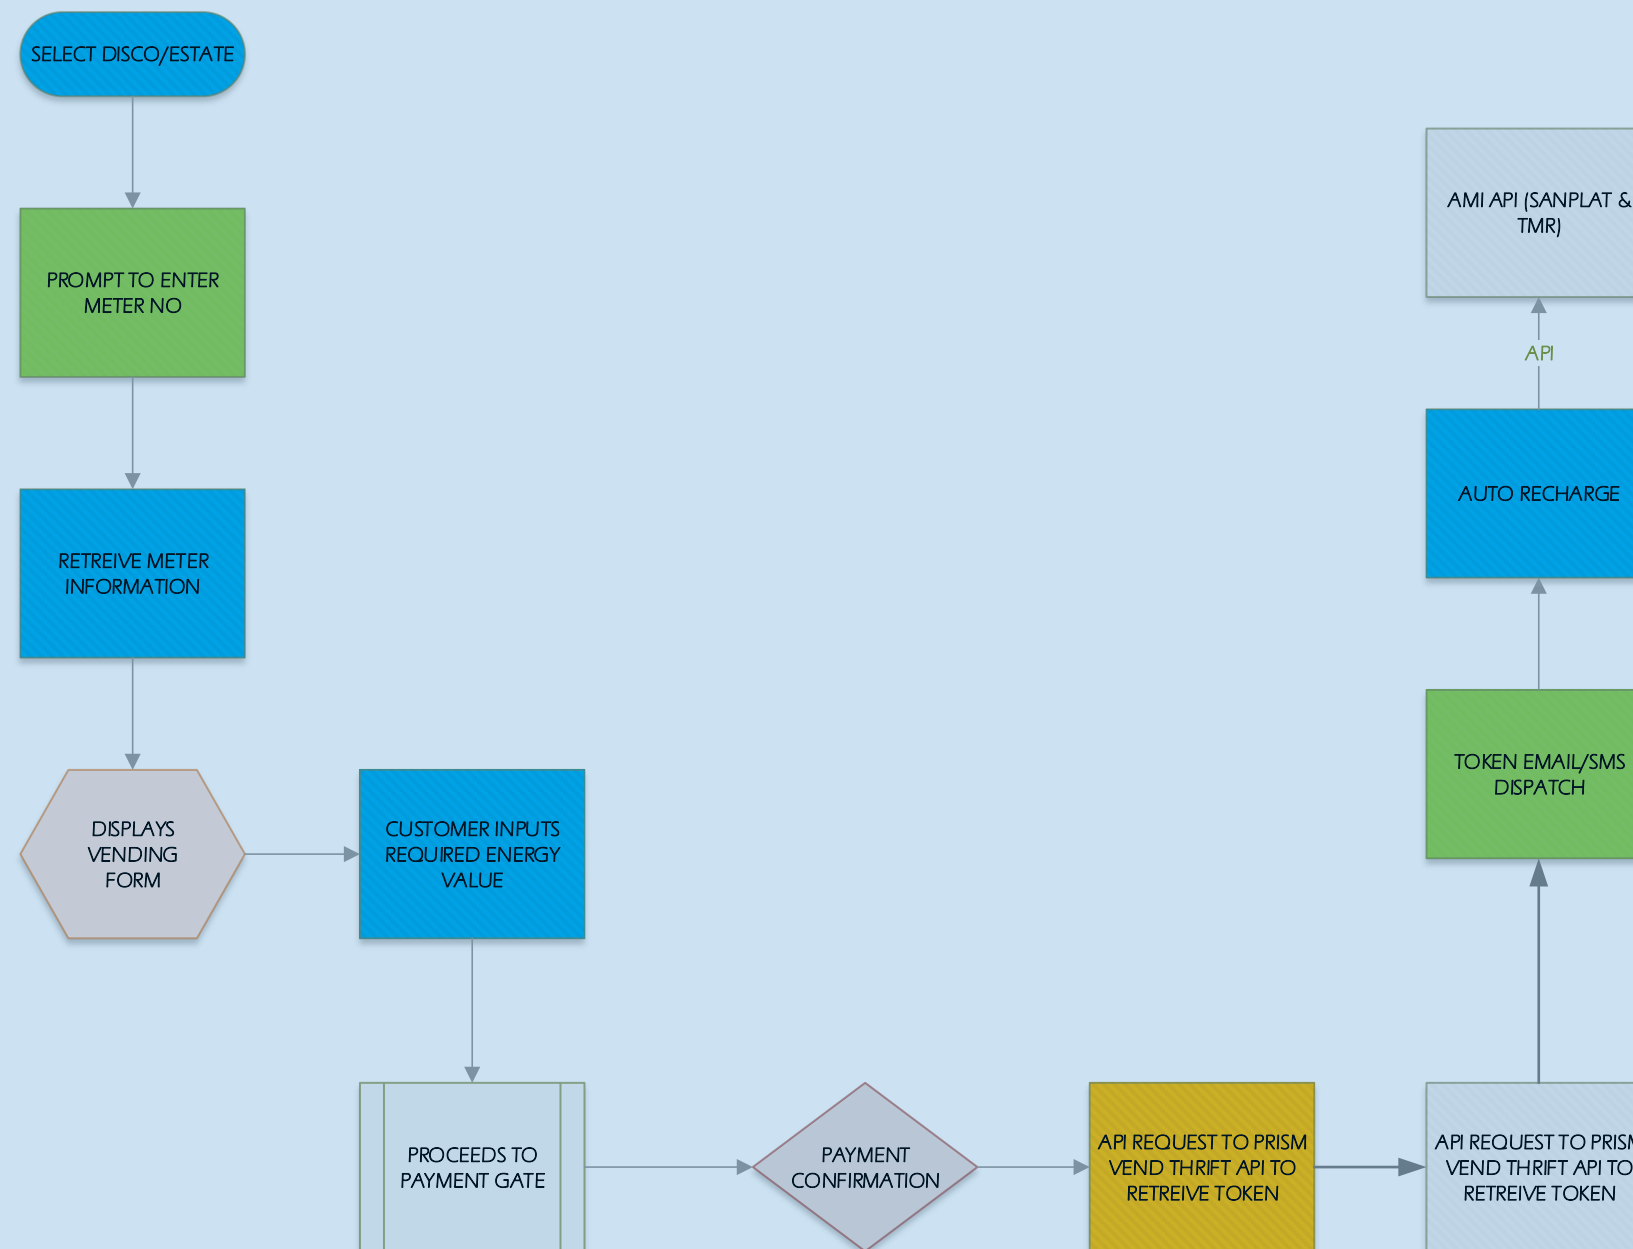 SELECT DISCO/ESTATE
PROMPT TO ENTER
METER NO
RETREIVE METER
INFORMATION
DISPLAYS
VENDING
FORM
CUSTOMER INPUTS
REQUIRED ENERGY
VALUE
PROCEEDS TO
PAYMENT GATE
PAYMENT
CONFIRMATION
API REQUEST TO PRISM
VEND THRIFT API TO
RETREIVE TOKEN
API REQUEST TO PRISM
VEND THRIFT API TO
RETREIVE TOKEN
TOKEN EMAIL/SMS
DISPATCH
AUTO RECHARGE
API
AMI API (SANPLAT &
TMR)